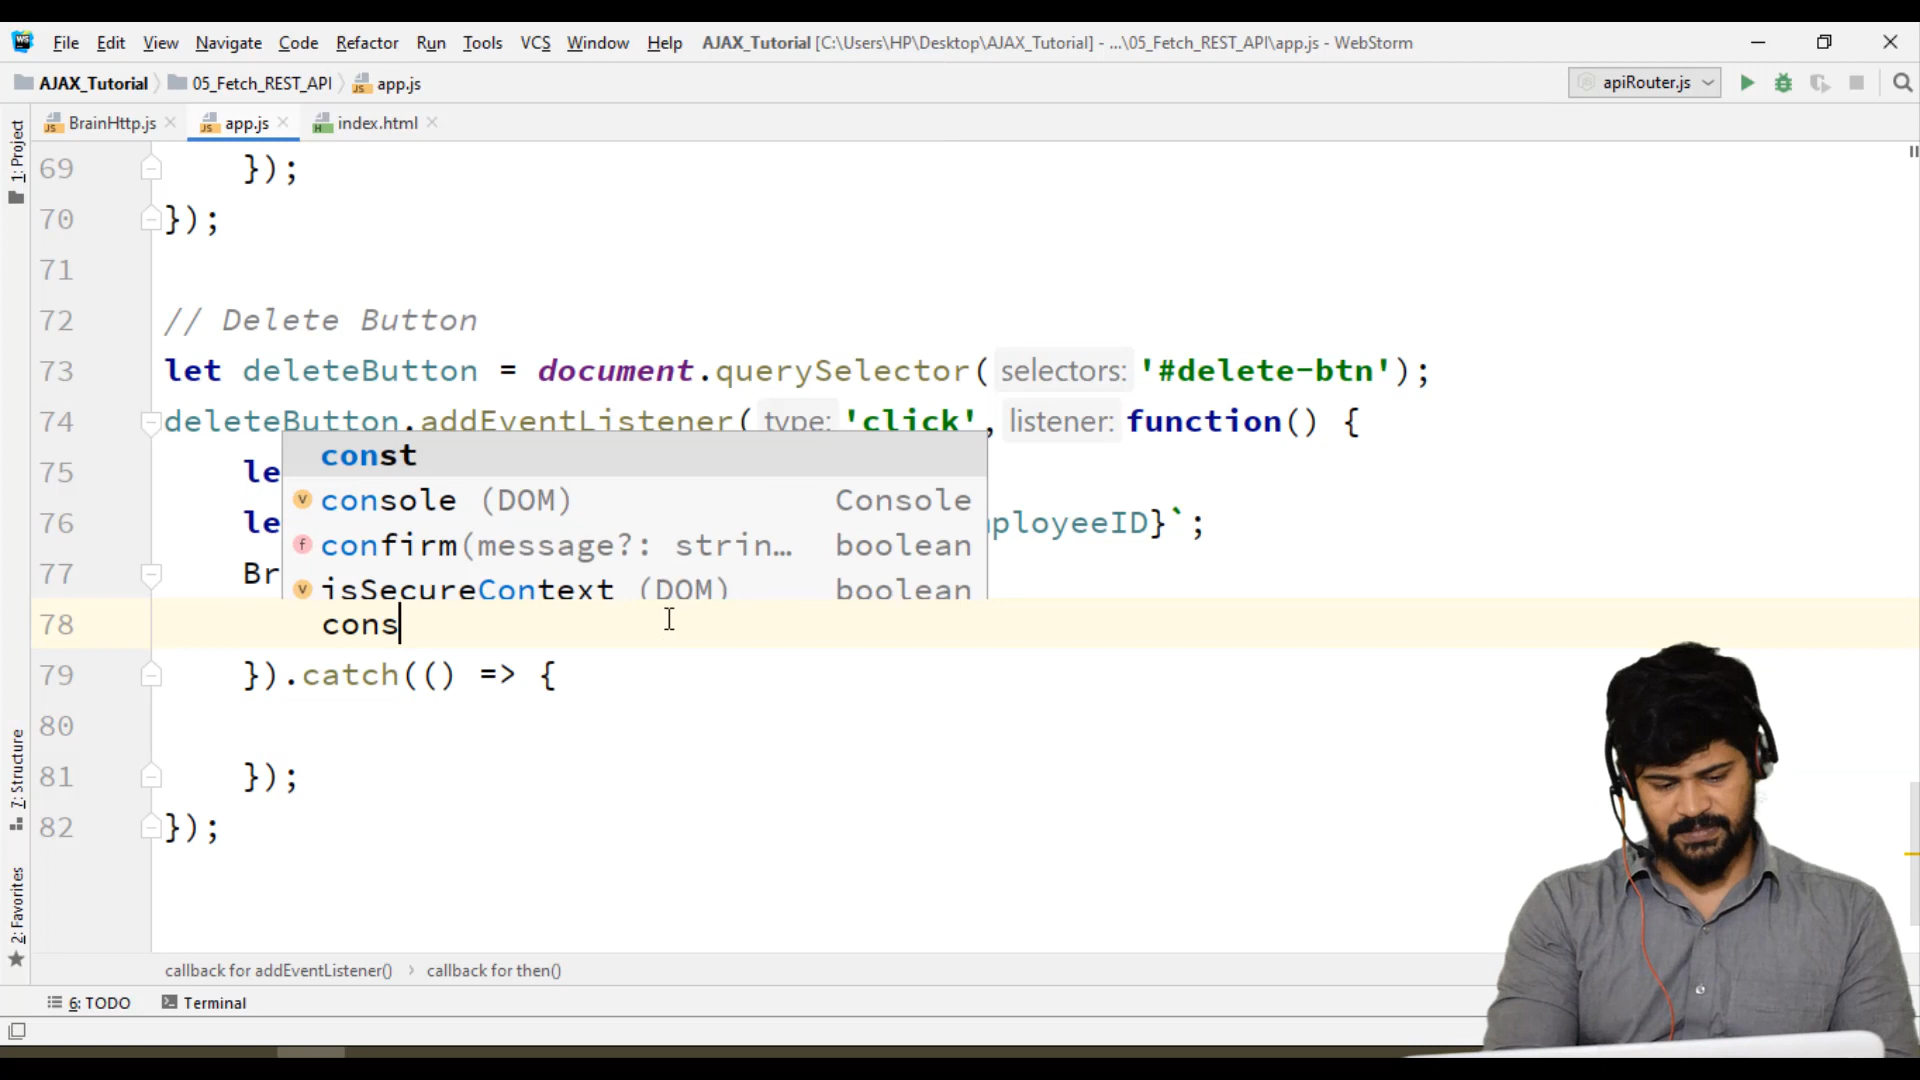 WS File Edit View Navigate Code Refactor Run Tools VCS Window Help AJAX_Tutorial [C:\Users\HP\Desktop\AJAX_Tutorial] - ...\05_Fetch_REST_API\app.js - WebStorm
AJAX_Tutorial 05_Fetch_REST_API app.js apiRouter.js
BrainHttp.js app.js index.html
1: Project
7: Structure
2: Favorites
69 });
70 });
71
72 // Delete Button
73 let deleteButton = document.querySelector( selectors: '#delete-btn');
74 deleteButton.addEventListener( type: 'click', listener: function() {
const
75 le
console (DOM) Console
76 le ployeeID}`;
confirm(message?: strin... boolean
77 Br
isSecureContext (DOM) boolean
78 cons
79 }).catch(() => {
80
81 });
82 });
callback for addEventListener() › callback for then()
6: TODO Terminal